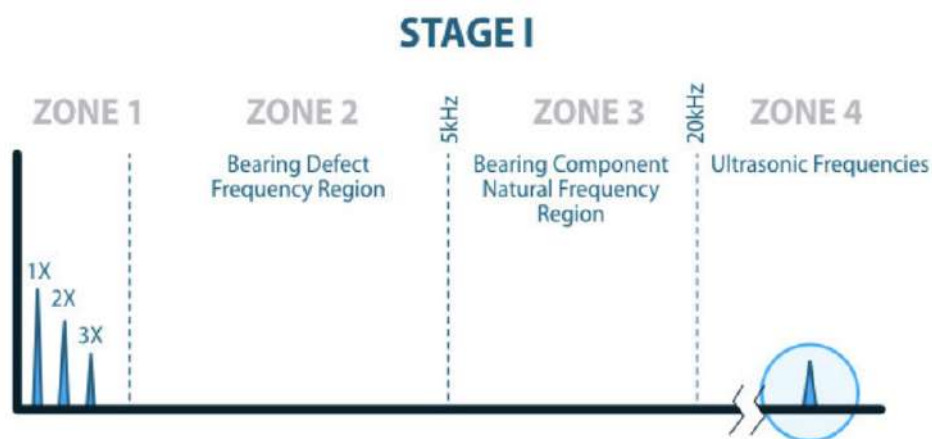 STAGE I
ZONE 1
ZONE 2
5kHz
ZONE 3
20kHz
ZONE 4
Bearing Defect
Frequency Region
Bearing Component
Natural Frequency
Region
Ultrasonic Frequencies
1X
2X
3X